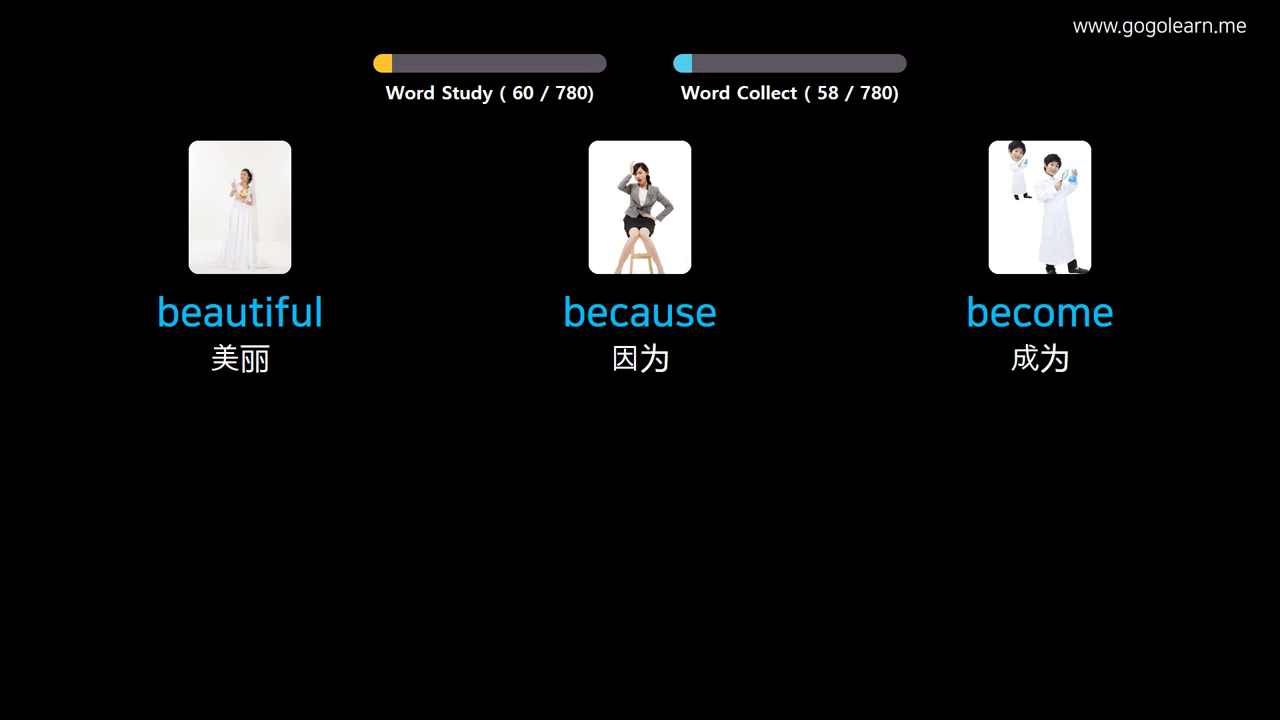 www.gogolearn.me
Word Study ( 60 / 780)
Word Collect ( 58 / 780)
beautiful
美丽
because
因为
become
成为